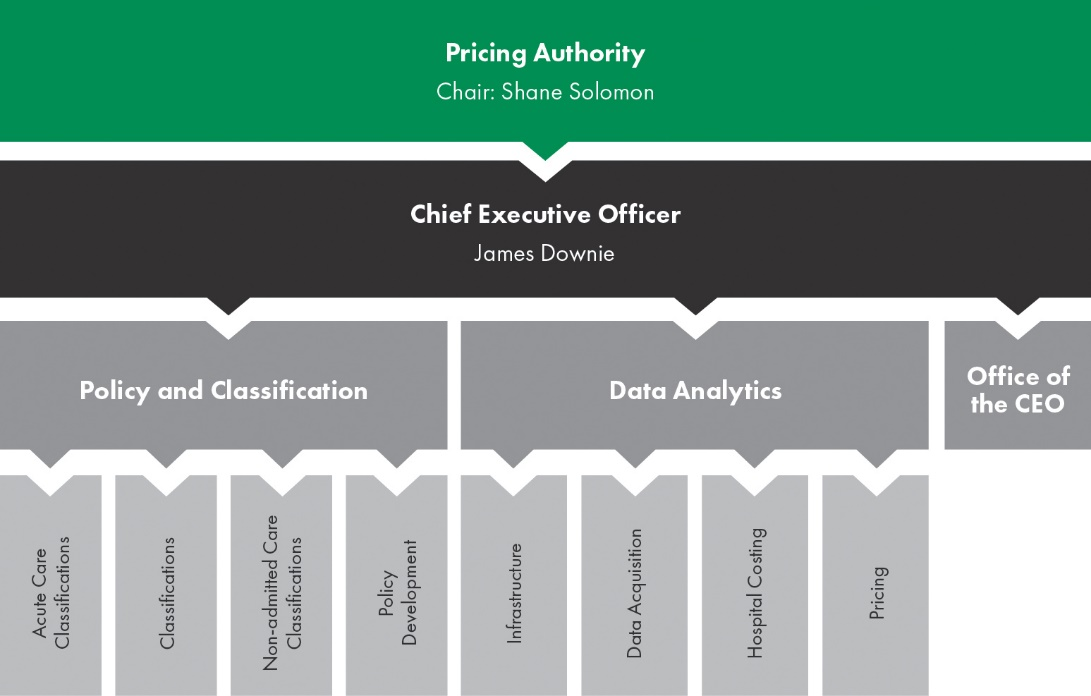 Pricing Authority
Chair: Shane Solomon
Chief Executive Officer
James Downie
Policy and Classification
Data Analytics
Office of
the CEO
Acute Care
Classifications
Classifications
Non-admitted Care
Classifications
Policy
Development
Infrastructure
Data Acquisition
Hospital Costing
Pricing